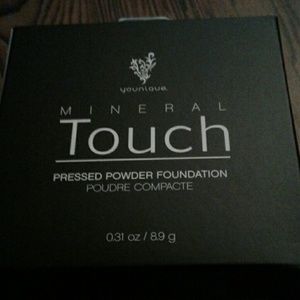 younique
MINERAL
Touch
PRESSED POWDER FOUNDATION
POUDRE COMPACTE
0.31 oz / 8.9 g